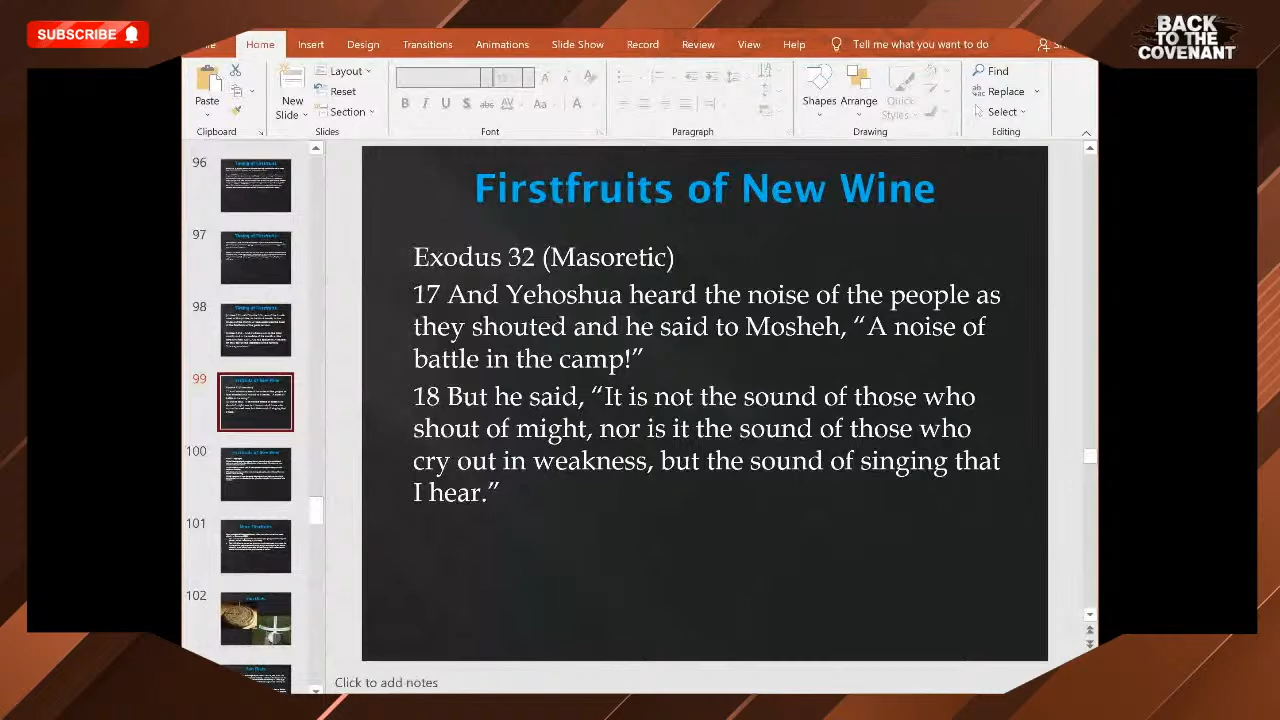 SUBSCRIBE
BACK
TO THE
COVENANT
Home Insert Design Transitions Animations Slide Show Record Review View Help Tell me what you want to do
Paste
New
Slide
Layout
Reset
Section
Shapes
Arrange
Quick
Styles
Find
Replace
Select
Clipboard Slides Font Paragraph Drawing Editing
96
97
98
99
100
101
102
Firstfruits of New Wine
Exodus 32 (Masoretic)
17 And Yehoshua heard the noise of the people as
they shouted and he said to Mosheh, “A noise of
battle in the camp!”
18 But he said, “It is not the sound of those who
shout of might, nor is it the sound of those who
cry out in weakness, but the sound of singing that
I hear.”
Click to add notes